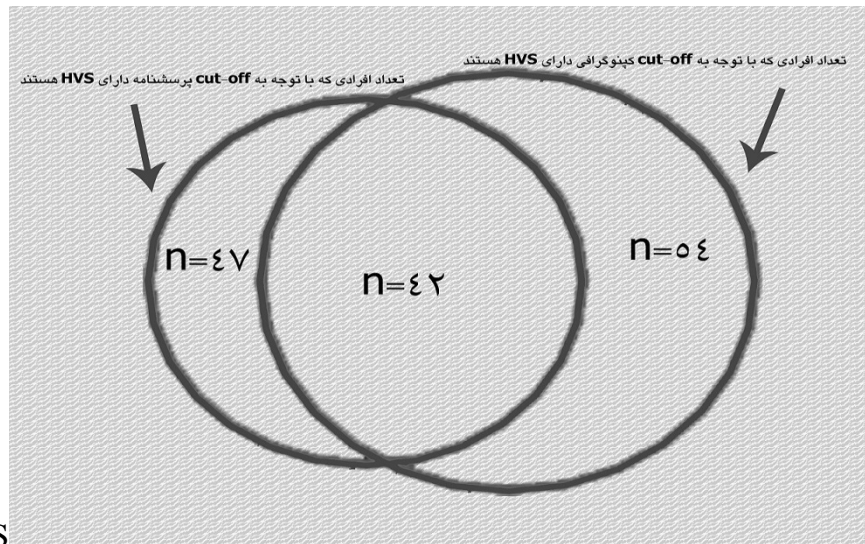 تعداد افرادی که با توجه به cut-off کپنوگرافی دارای HVS هستند
تعداد افرادی که با توجه به cut-off پرسشنامه دارای HVS هستند
n=٤٧
n=٤٢
n=٥٤
S